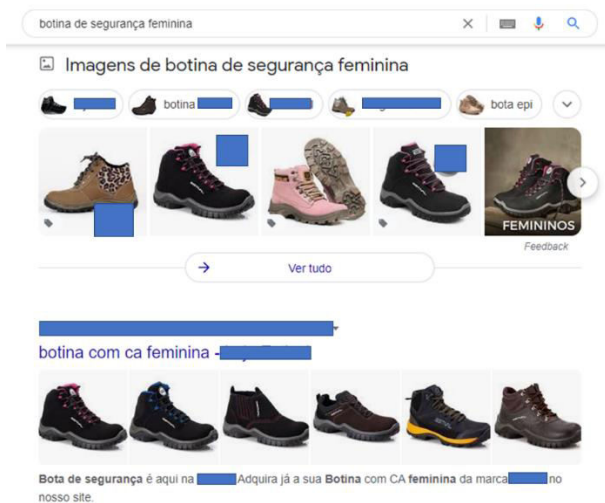 botina de segurança feminina
Imagens de botina de segurança feminina
botina
bota epi
FEMININOS
Feedback
Ver tudo
botina com ca feminina -
Bota de segurança é aqui na Adquira já a sua Botina com CA feminina da marca no
nosso site.